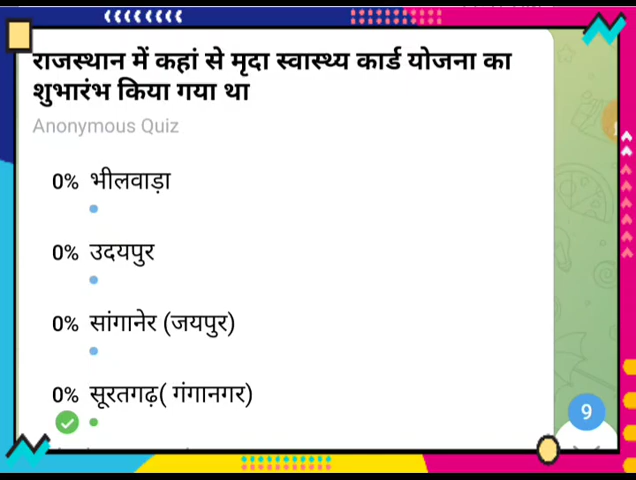 राजस्थान में कहां से मृदा स्वास्थ्य कार्ड योजना का
शुभारंभ किया गया था
Anonymous Quiz
0% भीलवाड़ा
0% उदयपुर
0% सांगानेर (जयपुर)
0% सूरतगढ़( गंगानगर)
9